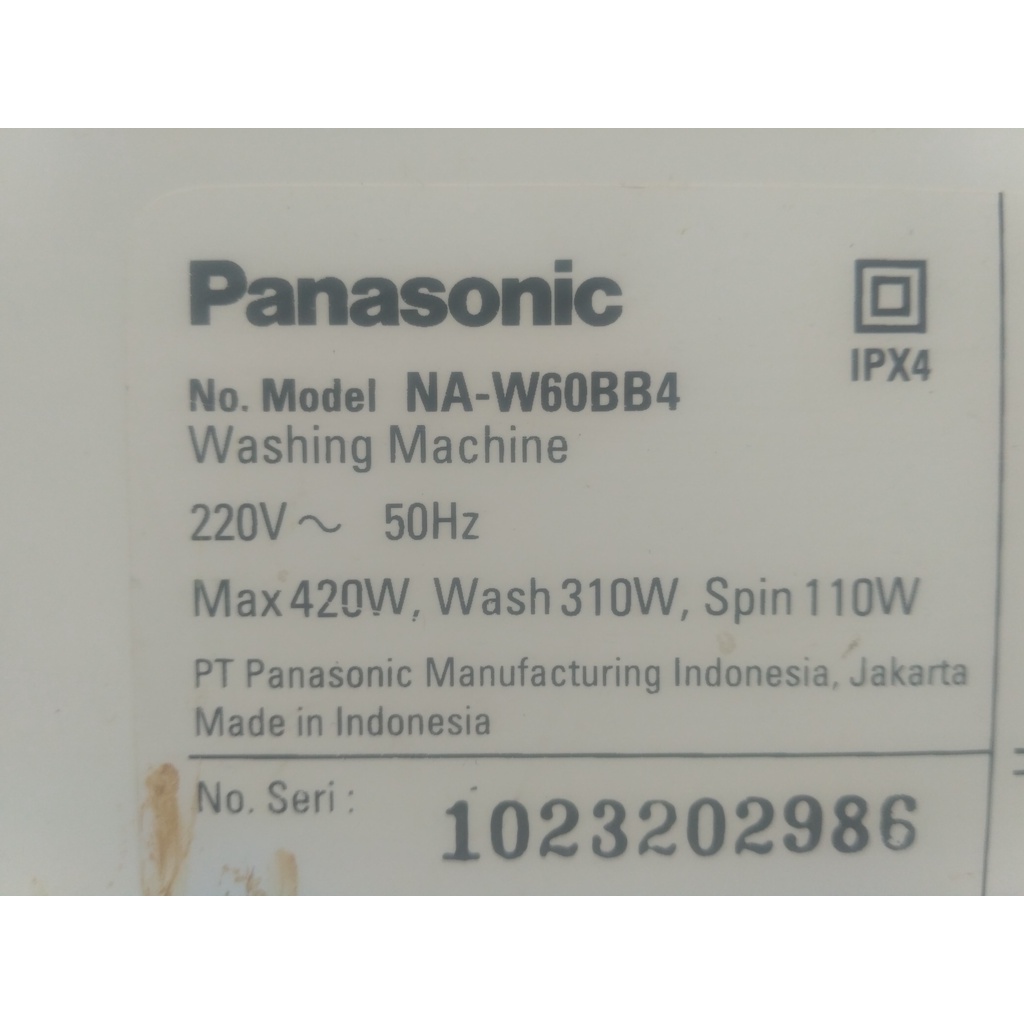 Panasonic
IPX4
No. Model NA-W60BB4
Washing Machine
220V ~ 50Hz
Max 420W, Wash 310W, Spin 110W
PT Panasonic Manufacturing Indonesia, Jakarta
Made in Indonesia
No. Seri : 1023202986